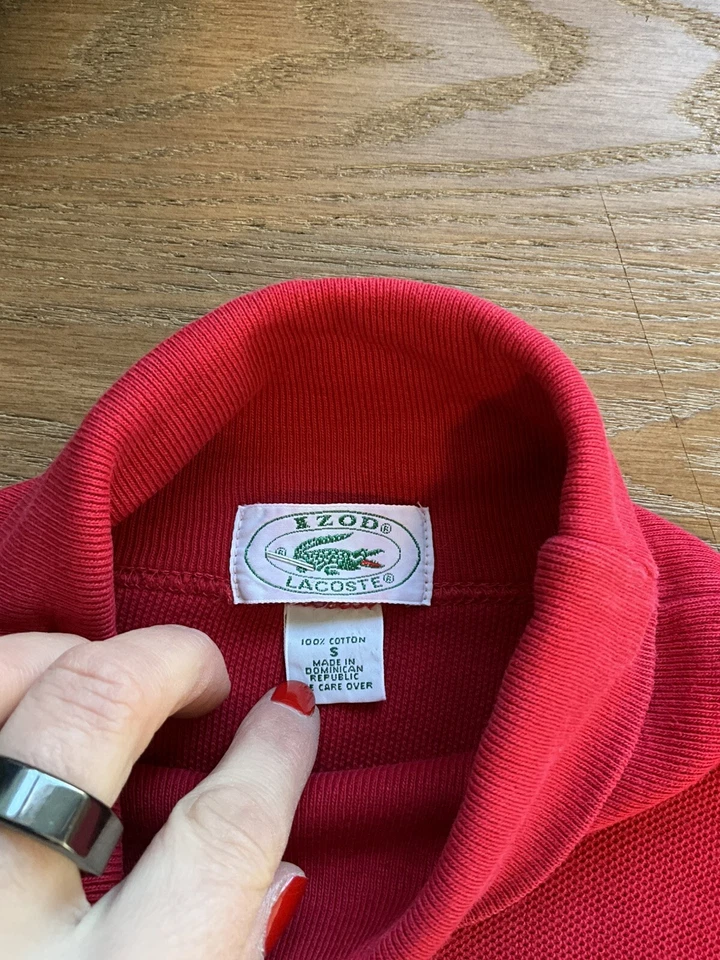 IZOD®
®
LACOSTE®
100% COTTON
S
MADE IN
DOMINICAN
REPUBLIC
CARE OVER